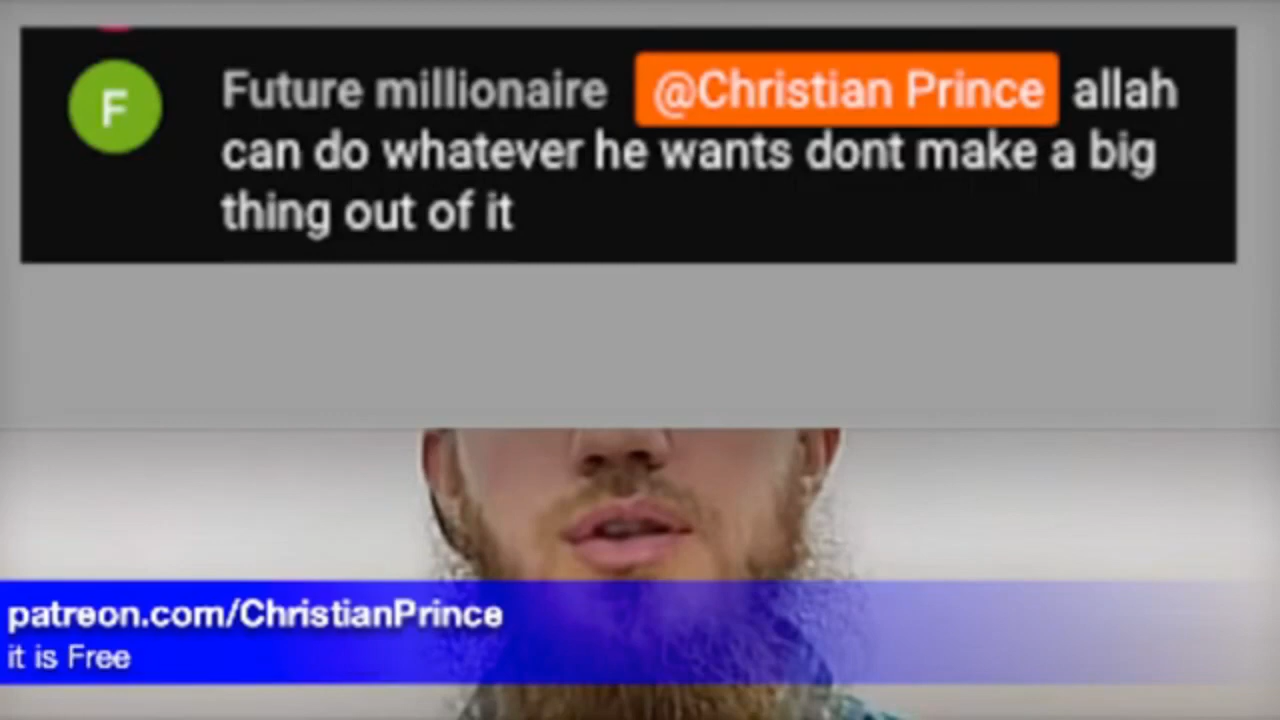 F
Future millionaire @Christian Prince allah
can do whatever he wants dont make a big
thing out of it
patreon.com/ChristianPrince
it is Free